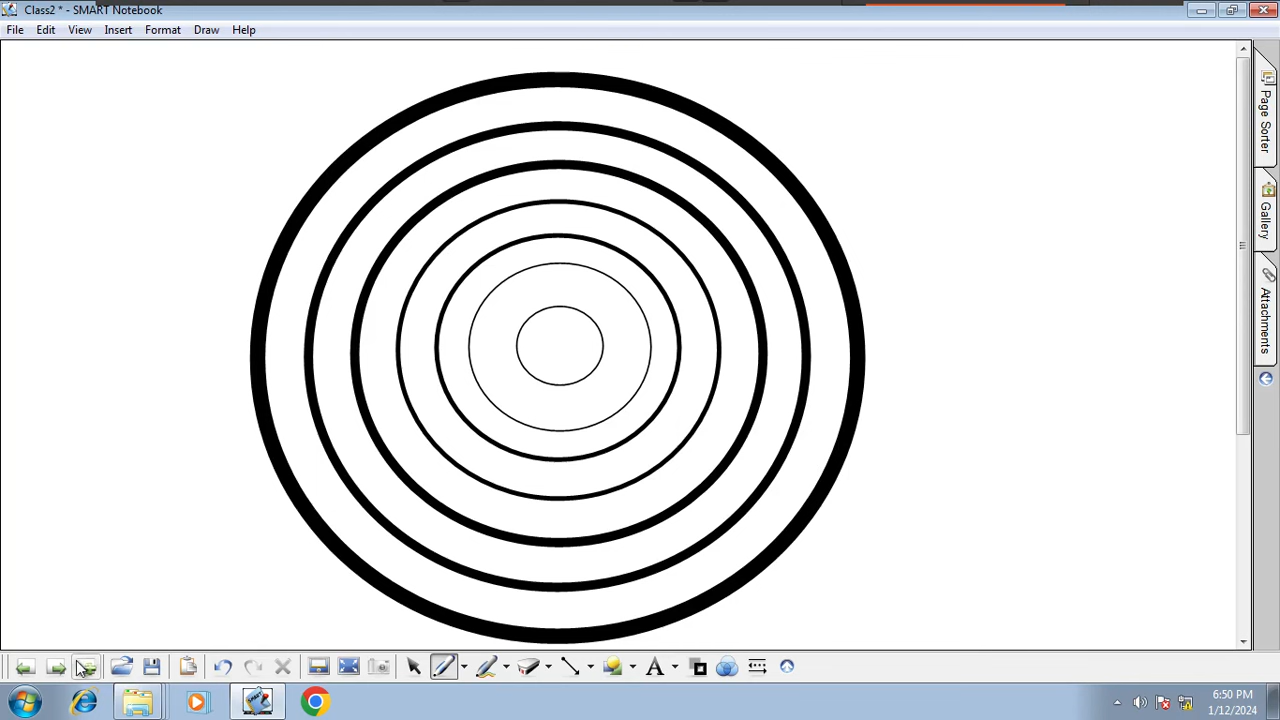 Class2 * - SMART Notebook
File Edit View Insert Format Draw Help
Page Sorter
Gallery
Attachments
A
6:50 PM
1/12/2024